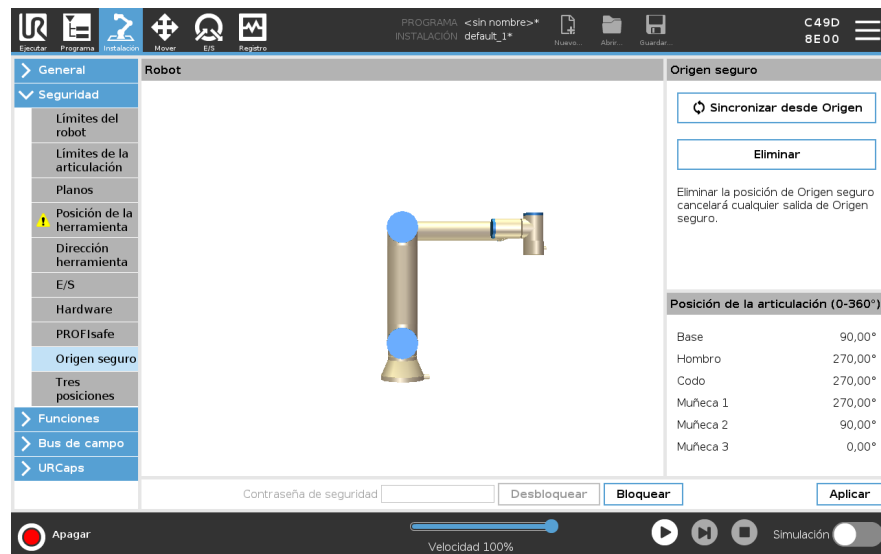 UR
Ejecutar
Programa
Instalación
Mover
E/S
Registro
PROGRAMA <sin nombre>*
INSTALACIÓN default_1*
Nuevo...
Abrir...
Guardar...
C49D
8E00
General
Seguridad
Límites del
robot
Límites de la
articulación
Planos
Posición de la
herramienta
Dirección
herramienta
E/S
Hardware
PROFIsafe
Origen seguro
Tres
posiciones
Funciones
Bus de campo
URCaps
Robot
Origen seguro
Sincronizar desde Origen
Eliminar
Eliminar la posición de Origen seguro
cancelará cualquier salida de Origen
seguro.
Posición de la articulación (0-360°)
Base 90,00°
Hombro 270,00°
Codo 270,00°
Muñeca 1 270,00°
Muñeca 2 90,00°
Muñeca 3 0,00°
Contraseña de seguridad Desbloquear Bloquear Aplicar
Apagar
Velocidad 100%
Simulación